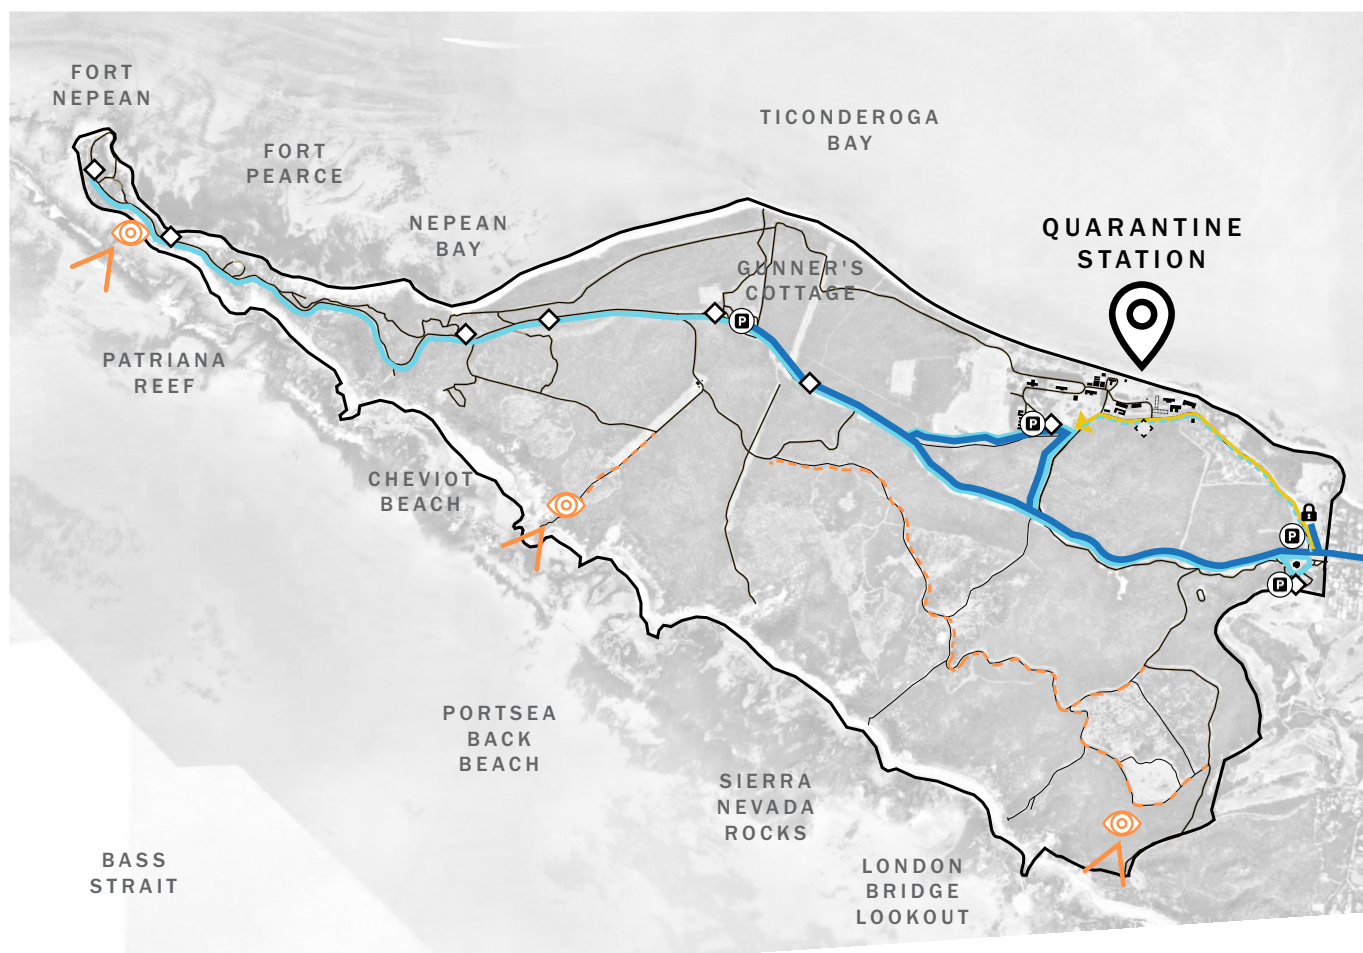 FORT
NEPEAN
FORT
PEARCE
TICONDEROGA
BAY
NEPEAN
BAY
QUARANTINE
STATION
GUNNER'S
COTTAGE
P
PATRIANA
REEF
P
CHEVIOT
BEACH
P
P
PORTSEA
BACK
BEACH
SIERRA
NEVADA
ROCKS
BASS
STRAIT
LONDON
BRIDGE
LOOKOUT